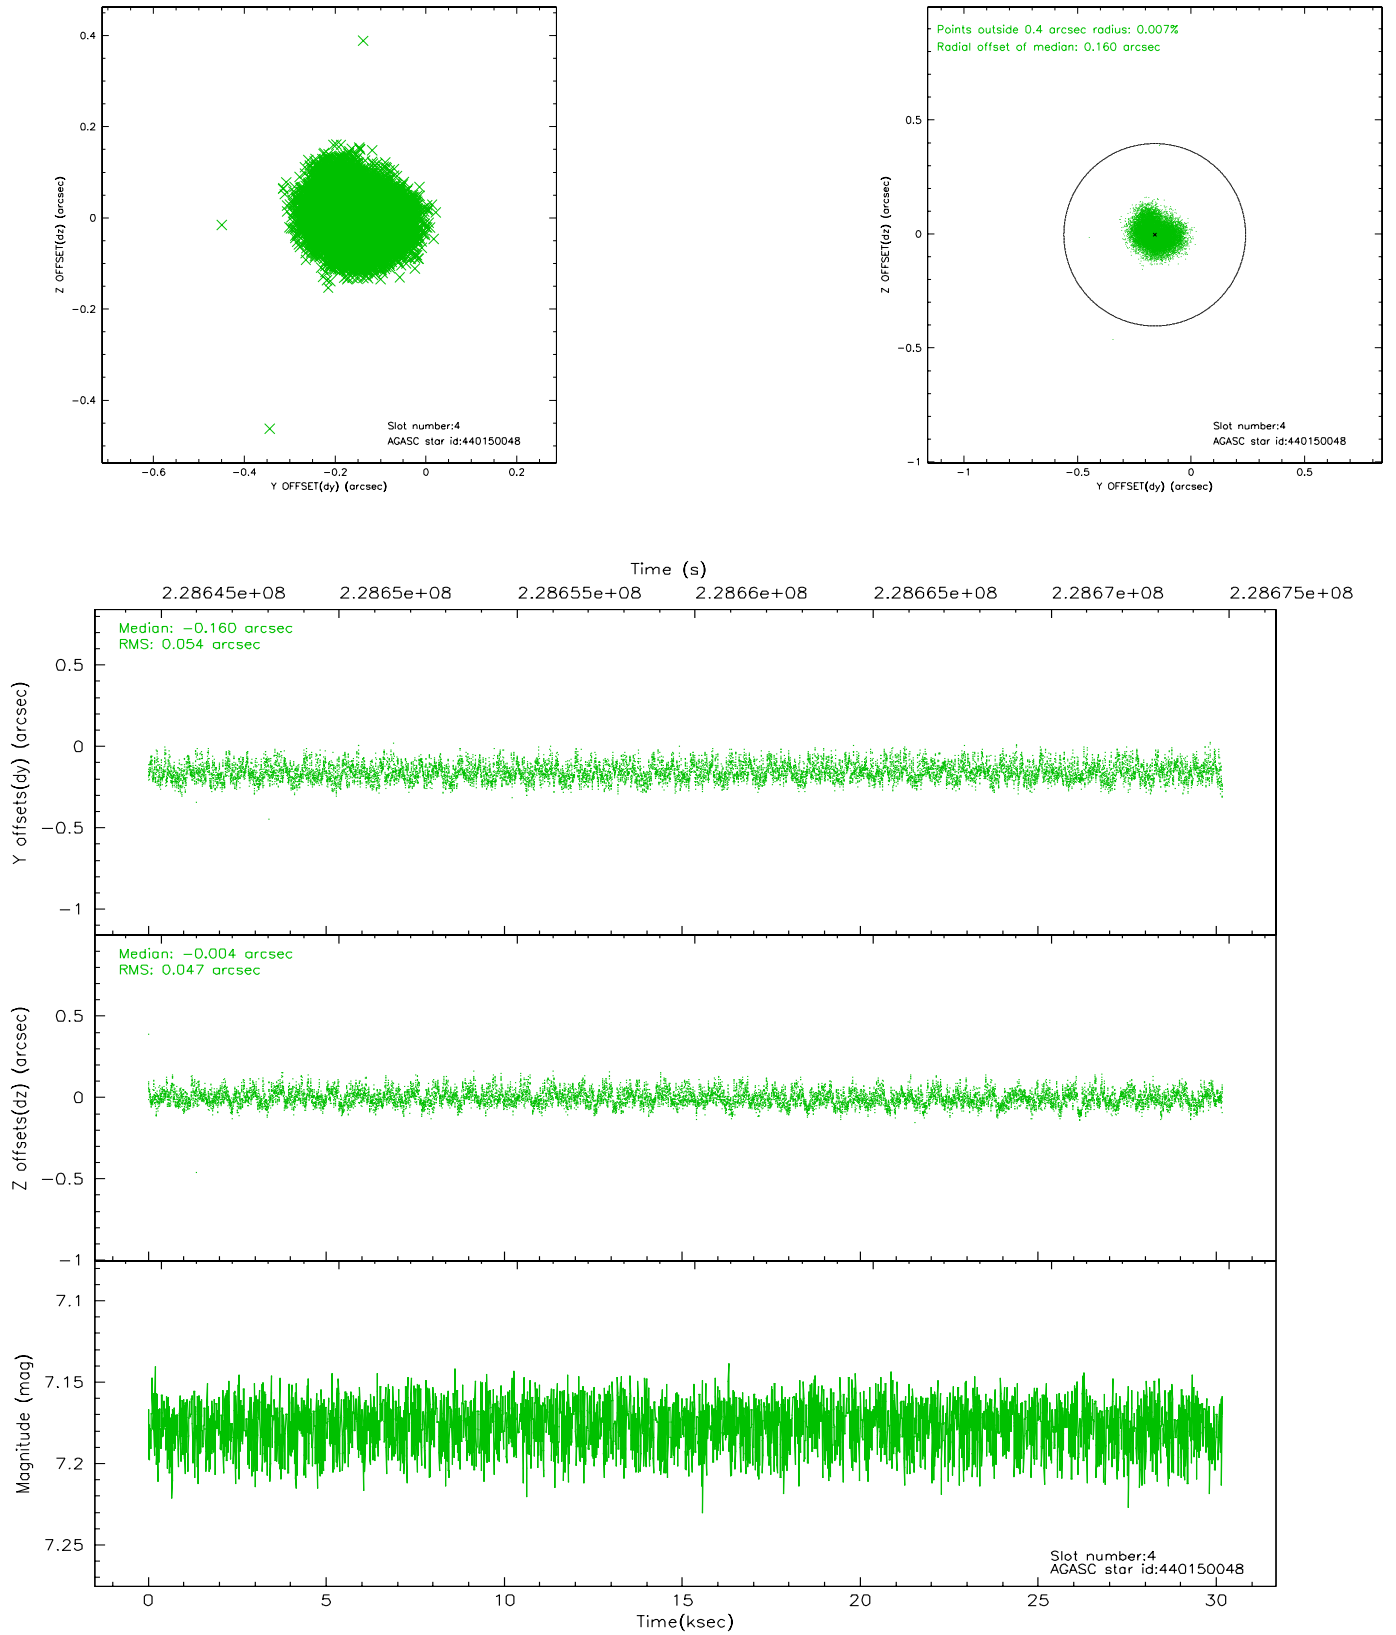 0.4
0.2
0
−0.2
−0.4
Z OFFSET(dz) (arcsec)
Slot number:4
AGASC star id:440150048
−0.6
−0.4
−0.2
0
0.2
Y OFFSET(dy) (arcsec)
Points outside 0.4 arcsec radius: 0.007%
Radial offset of median: 0.160 arcsec
0.5
0
−0.5
−1
Z OFFSET(dz) (arcsec)
Slot number:4
AGASC star id:440150048
−1
−0.5
0
0.5
Y OFFSET(dy) (arcsec)
Time (s)
2.28645e+08
2.2865e+08
2.28655e+08
2.2866e+08
2.28665e+08
2.2867e+08
2.28675e+08
Median: −0.160 arcsec
RMS: 0.054 arcsec
0.5
0
−0.5
−1
Y offsets(dy) (arcsec)
Median: −0.004 arcsec
RMS: 0.047 arcsec
0.5
0
−0.5
−1
Z offsets(dz) (arcsec)
7.1
7.15
7.2
7.25
Magnitude (mag)
Slot number:4
AGASC star id:440150048
0
5
10
15
20
25
30
Time(ksec)